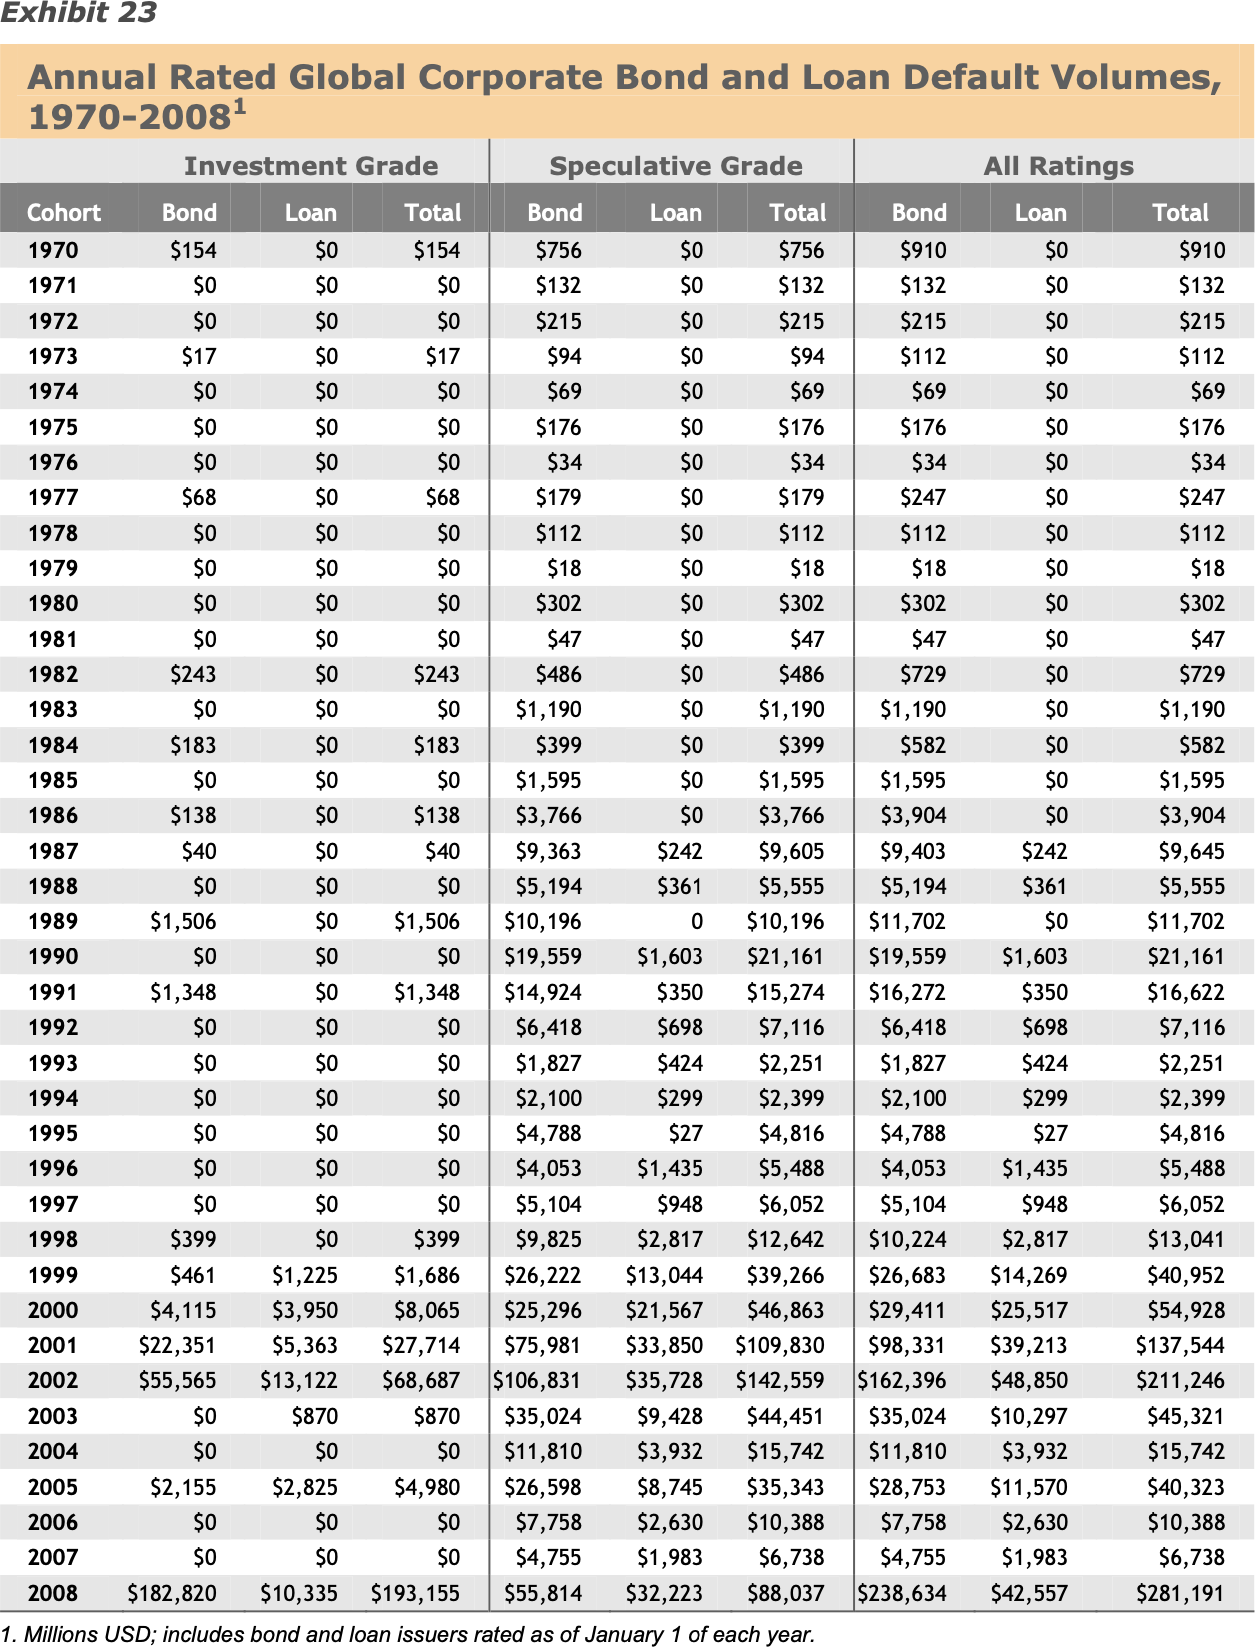 Exhibit 23
Annual Rated Global Corporate Bond and Loan Default Volumes,
1970-2008¹
Investment Grade Speculative Grade All Ratings
Cohort Bond Loan Total Bond Loan Total Bond Loan Total
1970 $154 $0 $154 $756 $0 $756 $910 $0 $910
1971 $0 $0 $0 $132 $0 $132 $132 $0 $132
1972 $0 $0 $0 $215 $0 $215 $215 $0 $215
1973 $17 $0 $17 $94 $0 $94 $112 $0 $112
1974 $0 $0 $0 $69 $0 $69 $69 $0 $69
1975 $0 $0 $0 $176 $0 $176 $176 $0 $176
1976 $0 $0 $0 $34 $0 $34 $34 $0 $34
1977 $68 $0 $68 $179 $0 $179 $247 $0 $247
1978 $0 $0 $0 $112 $0 $112 $112 $0 $112
1979 $0 $0 $0 $18 $0 $18 $18 $0 $18
1980 $0 $0 $0 $302 $0 $302 $302 $0 $302
1981 $0 $0 $0 $47 $0 $47 $47 $0 $47
1982 $243 $0 $243 $486 $0 $486 $729 $0 $729
1983 $0 $0 $0 $1,190 $0 $1,190 $1,190 $0 $1,190
1984 $183 $0 $183 $399 $0 $399 $582 $0 $582
1985 $0 $0 $0 $1,595 $0 $1,595 $1,595 $0 $1,595
1986 $138 $0 $138 $3,766 $0 $3,766 $3,904 $0 $3,904
1987 $40 $0 $40 $9,363 $242 $9,605 $9,403 $242 $9,645
1988 $0 $0 $0 $5,194 $361 $5,555 $5,194 $361 $5,555
1989 $1,506 $0 $1,506 $10,196 0 $10,196 $11,702 $0 $11,702
1990 $0 $0 $0 $19,559 $1,603 $21,161 $19,559 $1,603 $21,161
1991 $1,348 $0 $1,348 $14,924 $350 $15,274 $16,272 $350 $16,622
1992 $0 $0 $0 $6,418 $698 $7,116 $6,418 $698 $7,116
1993 $0 $0 $0 $1,827 $424 $2,251 $1,827 $424 $2,251
1994 $0 $0 $0 $2,100 $299 $2,399 $2,100 $299 $2,399
1995 $0 $0 $0 $4,788 $27 $4,816 $4,788 $27 $4,816
1996 $0 $0 $0 $4,053 $1,435 $5,488 $4,053 $1,435 $5,488
1997 $0 $0 $0 $5,104 $948 $6,052 $5,104 $948 $6,052
1998 $399 $0 $399 $9,825 $2,817 $12,642 $10,224 $2,817 $13,041
1999 $461 $1,225 $1,686 $26,222 $13,044 $39,266 $26,683 $14,269 $40,952
2000 $4,115 $3,950 $8,065 $25,296 $21,567 $46,863 $29,411 $25,517 $54,928
2001 $22,351 $5,363 $27,714 $75,981 $33,850 $109,830 $98,331 $39,213 $137,544
2002 $55,565 $13,122 $68,687 $106,831 $35,728 $142,559 $162,396 $48,850 $211,246
2003 $0 $870 $870 $35,024 $9,428 $44,451 $35,024 $10,297 $45,321
2004 $0 $0 $0 $11,810 $3,932 $15,742 $11,810 $3,932 $15,742
2005 $2,155 $2,825 $4,980 $26,598 $8,745 $35,343 $28,753 $11,570 $40,323
2006 $0 $0 $0 $7,758 $2,630 $10,388 $7,758 $2,630 $10,388
2007 $0 $0 $0 $4,755 $1,983 $6,738 $4,755 $1,983 $6,738
2008 $182,820 $10,335 $193,155 $55,814 $32,223 $88,037 $238,634 $42,557 $281,191
1. Millions USD; includes bond and loan issuers rated as of January 1 of each year.